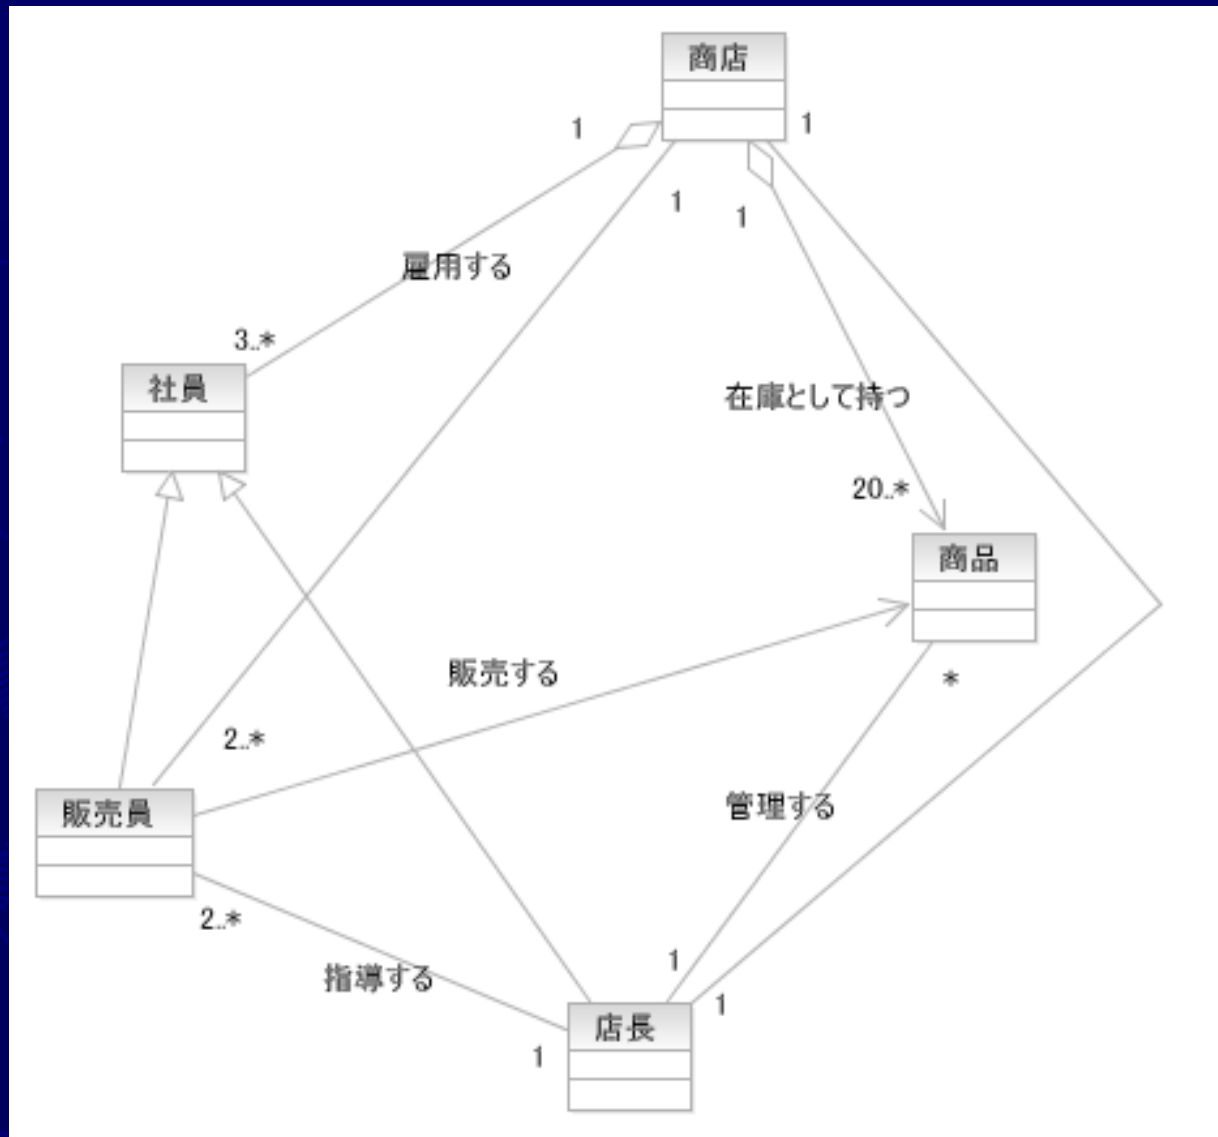 商店
1
1
1
1
雇用する
3..*
社員
在庫として持つ
20..*
商品
販売する
*
2..*
販売員
管理する
2..*
指導する
1
1
店長
1